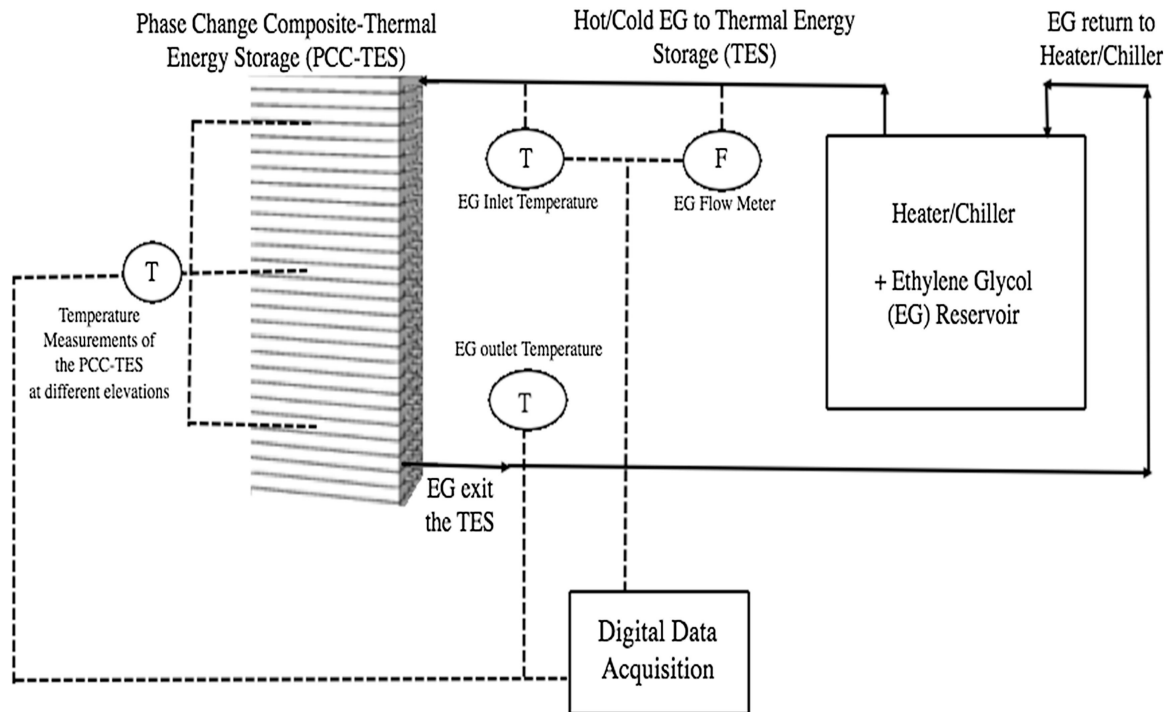 Phase Change Composite-Thermal
Energy Storage (PCC-TES)
Hot/Cold EG to Thermal Energy
Storage (TES)
EG return to
Heater/Chiller
T
EG Inlet Temperature
F
EG Flow Meter
Heater/Chiller
+ Ethylene Glycol
(EG) Reservoir
T
Temperature
Measurements of
the PCC-TES
at different elevations
EG outlet Temperature
T
EG exit
the TES
Digital Data
Acquisition